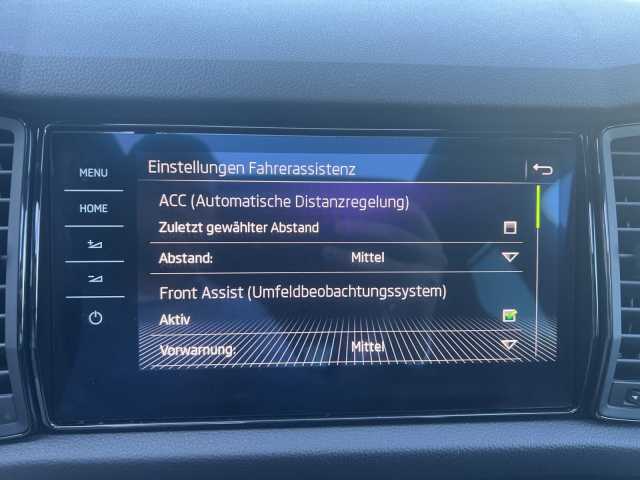 MENU
HOME
Einstellungen Fahrerassistenz
ACC (Automatische Distanzregelung)
Zuletzt gewählter Abstand
Abstand: Mittel
Front Assist (Umfeldbeobachtungssystem)
Aktiv
Vorwarnung: Mittel